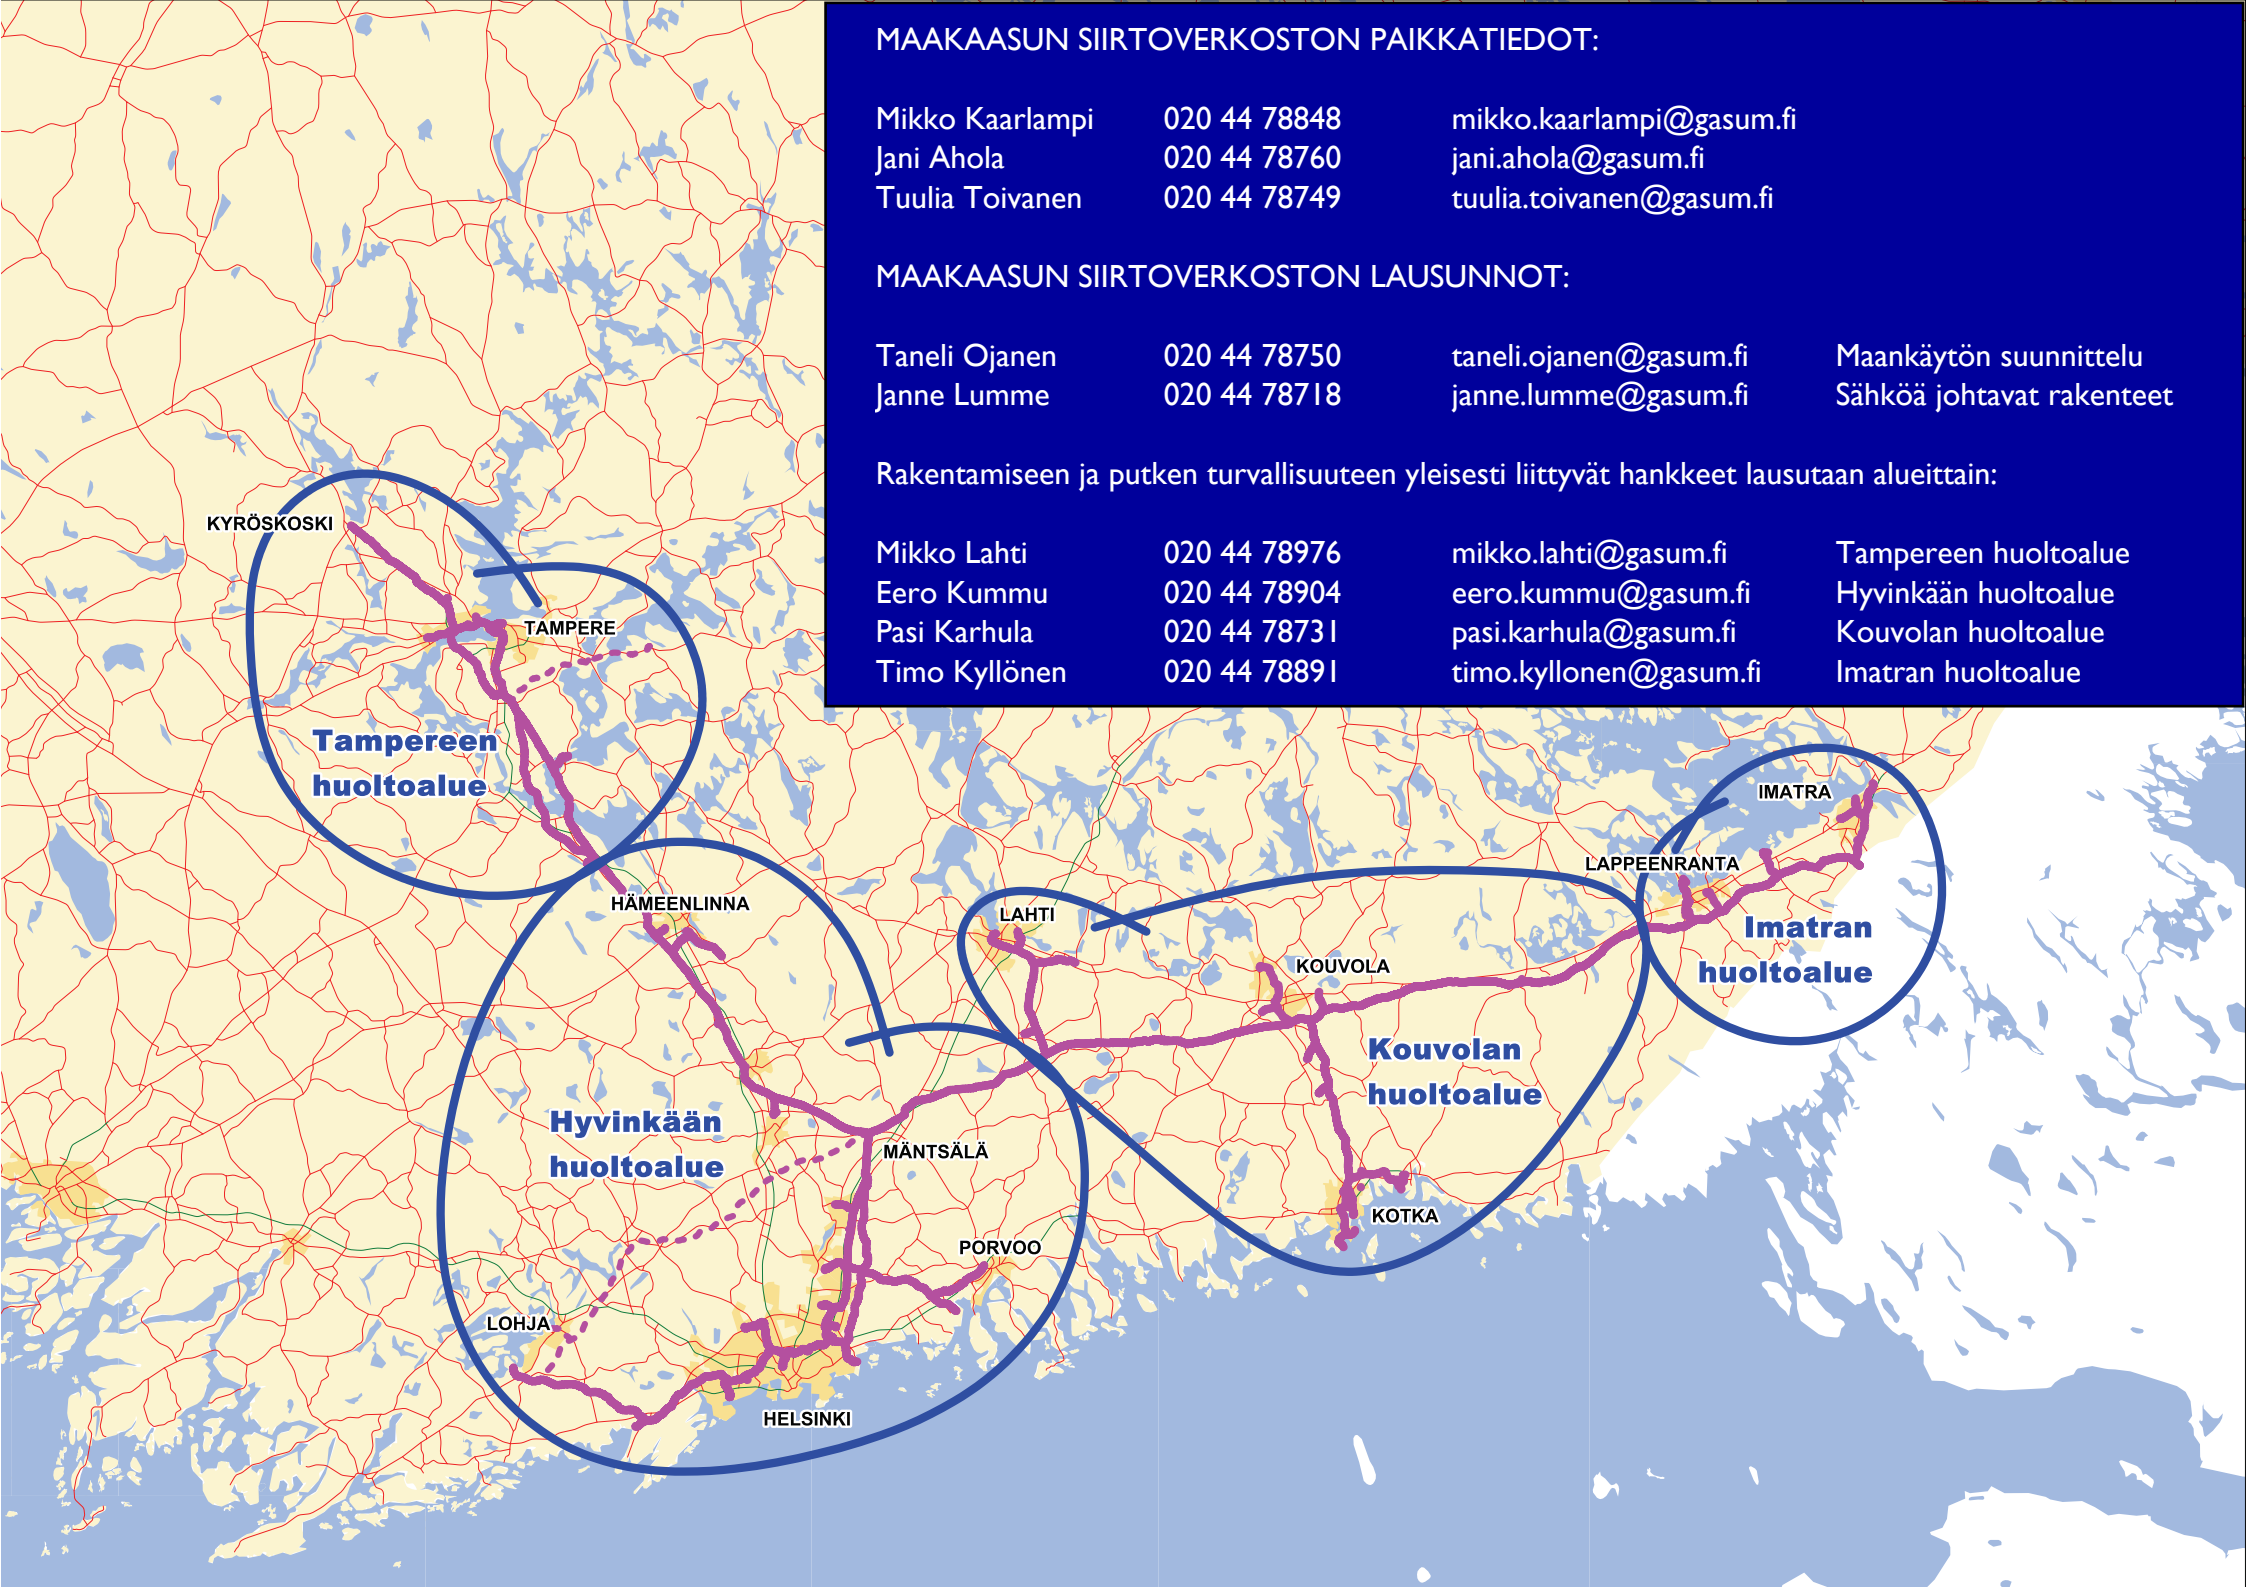 MAAKAASUN SIIRTOVERKOSTON PAIKKATIEDOT:
Mikko Kaarlampi 020 44 78848 mikko.kaarlampi@gasum.fi
Jani Ahola 020 44 78760 jani.ahola@gasum.fi
Tuulia Toivanen 020 44 78749 tuulia.toivanen@gasum.fi
MAAKAASUN SIIRTOVERKOSTON LAUSUNNOT:
Taneli Ojanen 020 44 78750 taneli.ojanen@gasum.fi Maankäytön suunnittelu
Janne Lumme 020 44 78718 janne.lumme@gasum.fi Sähköä johtavat rakenteet
Rakentamiseen ja putken turvallisuuteen yleisesti liittyvät hankkeet lausutaan alueittain:
Mikko Lahti 020 44 78976 mikko.lahti@gasum.fi Tampereen huoltoalue
Eero Kummu 020 44 78904 eero.kummu@gasum.fi Hyvinkään huoltoalue
Pasi Karhula 020 44 78731 pasi.karhula@gasum.fi Kouvolan huoltoalue
Timo Kyllönen 020 44 78891 timo.kyllonen@gasum.fi Imatran huoltoalue
KYRÖSKOSKI
TAMPERE
Tampereen
huoltoalue
IMATRA
LAPPEENRANTA
HÄMEENLINNA
LAHTI
Imatran
huoltoalue
KOUVOLA
Kouvolan
huoltoalue
Hyvinkään
huoltoalue
MÄNTSÄLÄ
KOTKA
PORVOO
LOHJA
HELSINKI